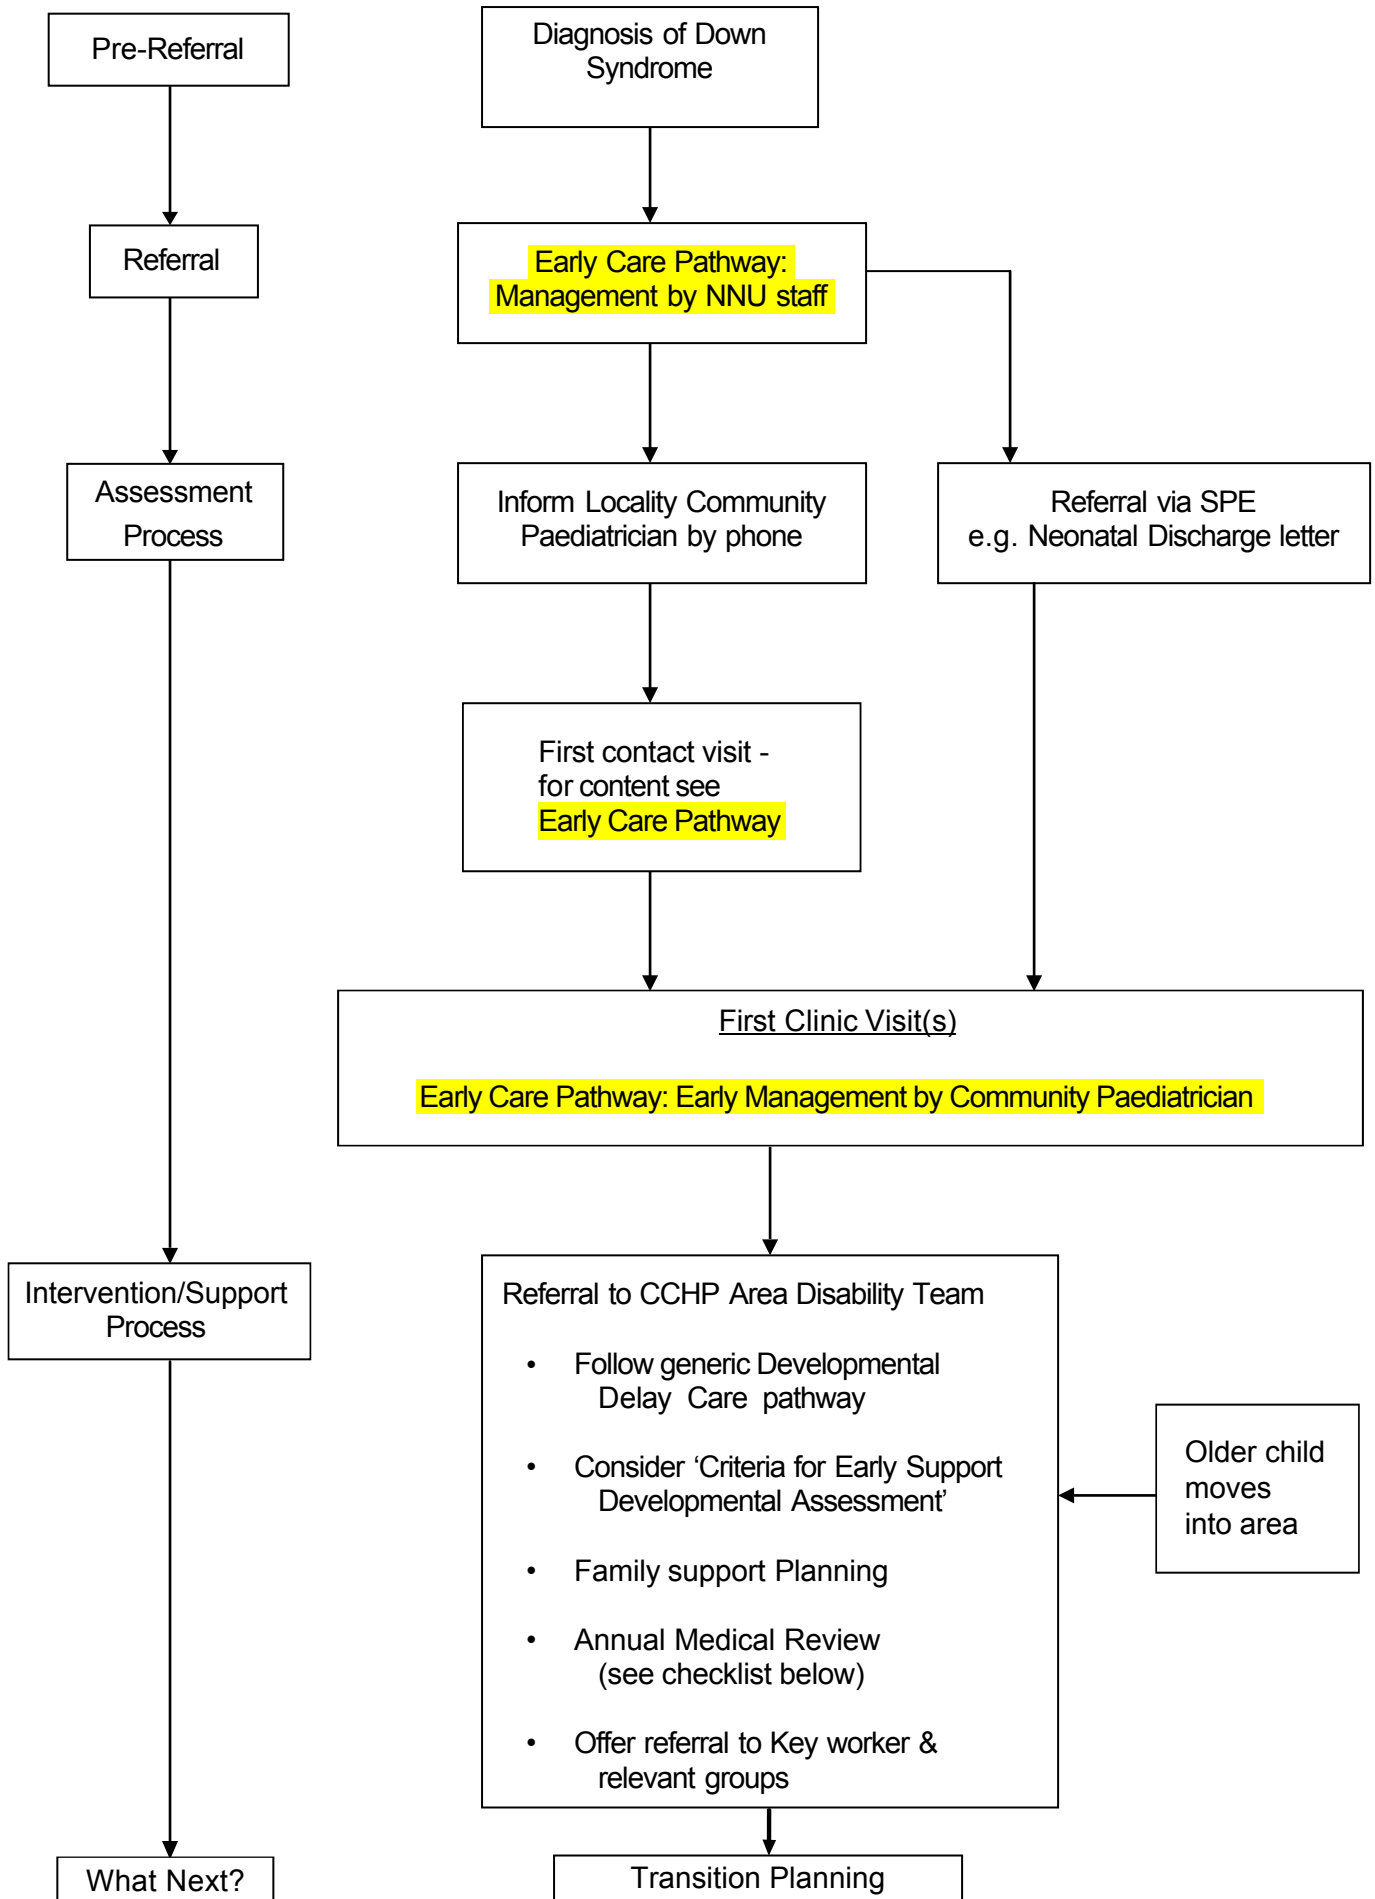 Pre-Referral
Diagnosis of Down
Syndrome
Referral
Early Care Pathway:
Management by NNU staff
Assessment
Process
Inform Locality Community
Paediatrician by phone
Referral via SPE
e.g. Neonatal Discharge letter
First contact visit -
for content see
Early Care Pathway
First Clinic Visit(s)
Early Care Pathway: Early Management by Community Paediatrician
Intervention/Support
Process
Referral to CCHP Area Disability Team
• Follow generic Developmental
Delay Care pathway
• Consider ‘Criteria for Early Support
Developmental Assessment’
• Family support Planning
• Annual Medical Review
(see checklist below)
• Offer referral to Key worker &
relevant groups
Older child
moves
into area
What Next?
Transition Planning